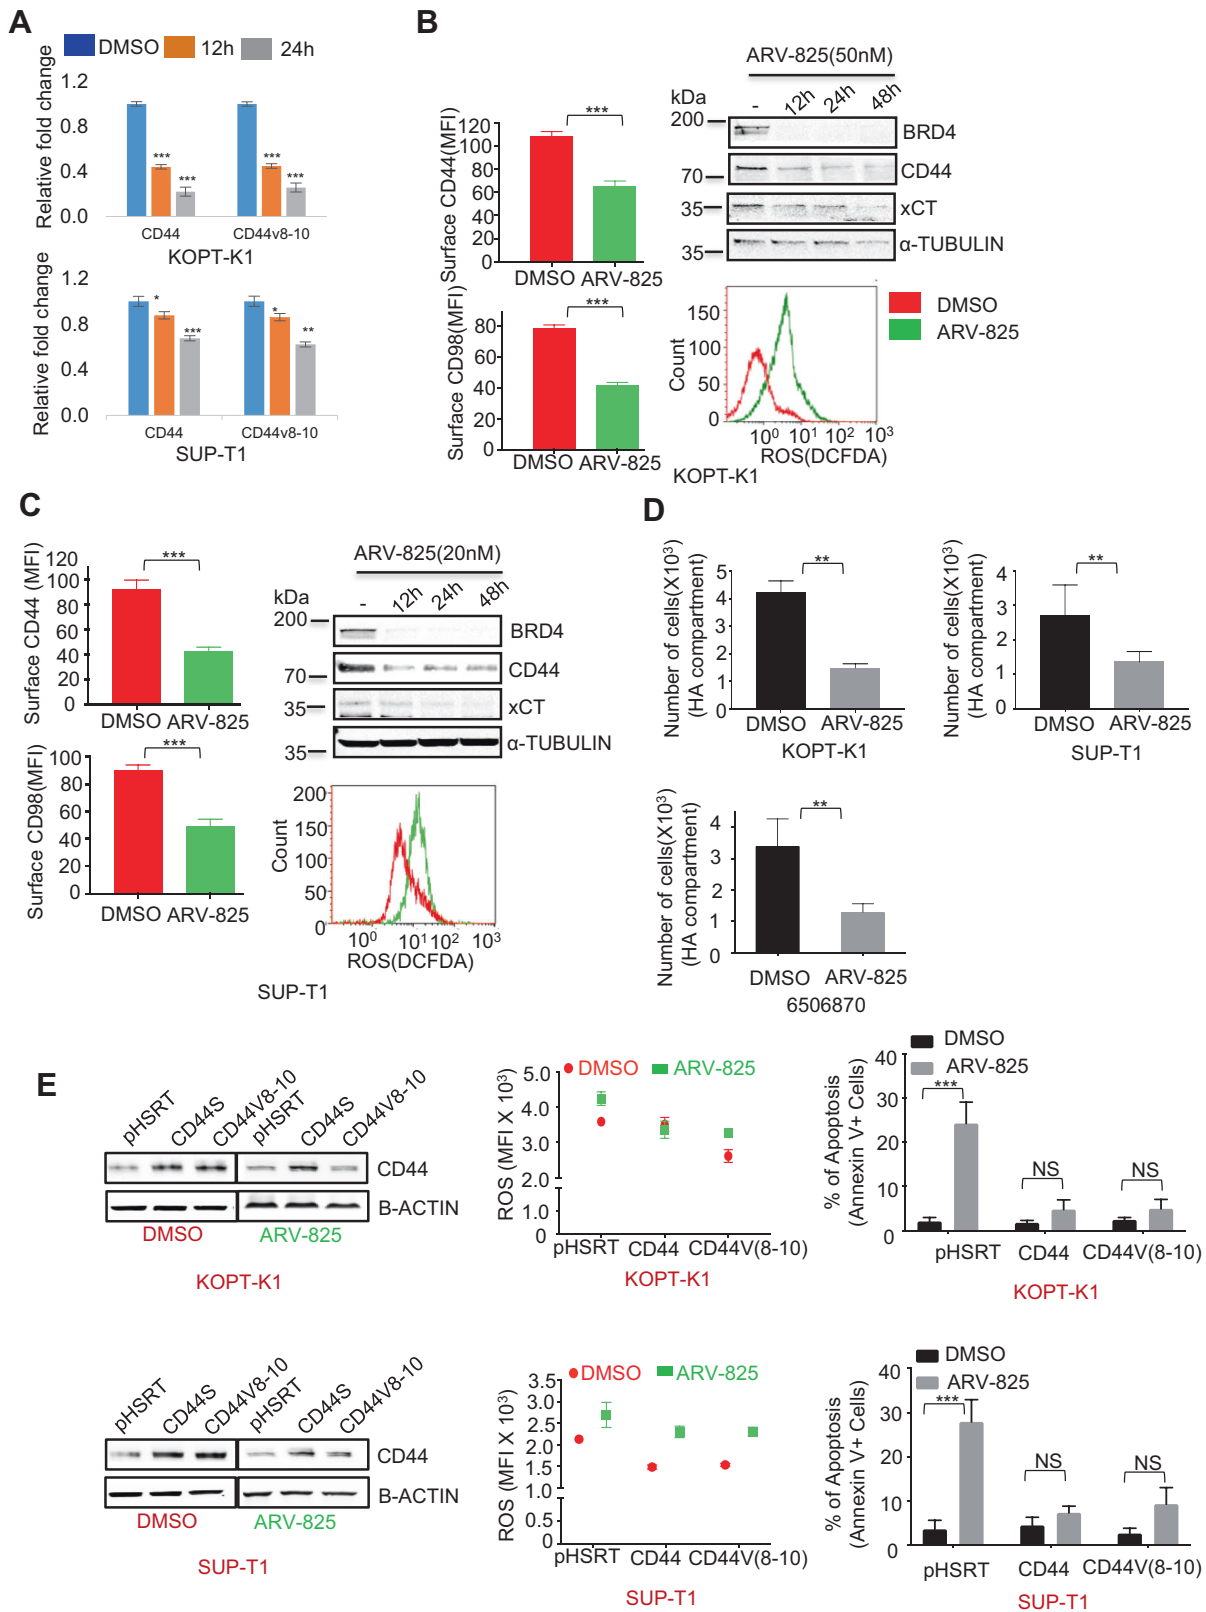 A
DMSO 12h 24h
Relative fold change
1.2
0.8
0.4
0.0
*** *** *** ***
CD44 CD44v8-10
KOPT-K1
Relative fold change
1.2
0.8
0.4
0.0
* *** * **
CD44 CD44v8-10
SUP-T1
B
Surface CD44(MFI)
120
100
80
60
40
20
0
***
DMSO ARV-825
Surface CD98(MFI)
80
60
40
20
0
***
DMSO ARV-825
ARV-825(50nM)
kDa - 12h 24h 48h
200 BRD4
70 CD44
35 xCT
35 α-TUBULIN
Count
150
100
50
0
10⁰ 10¹ 10² 10³
ROS(DCFDA)
DMSO
ARV-825
KOPT-K1
C
Surface CD44 (MFI)
120
100
80
60
40
20
0
***
DMSO ARV-825
Surface CD98(MFI)
100
80
60
40
20
0
***
DMSO ARV-825
ARV-825(20nM)
kDa - 12h 24h 48h
200 BRD4
70 CD44
35 xCT
35 α-TUBULIN
Count
200
150
100
50
0
10⁰ 10¹ 10² 10³
ROS(DCFDA)
SUP-T1
D
Number of cells(X10³)
(HA compartment)
5
4
3
2
1
0
**
DMSO ARV-825
KOPT-K1
Number of cells(X10³)
(HA compartment)
4
3
2
1
0
**
DMSO ARV-825
SUP-T1
Number of cells(X10³)
(HA compartment)
4
3
2
1
0
**
DMSO ARV-825
6506870
E
pHSRT CD44S CD44V8-10 pHSRT CD44S CD44V8-10
CD44
B-ACTIN
DMSO ARV-825
KOPT-K1
DMSO ARV-825
ROS (MFI X 10³)
5.0
4.0
3.0
2.0
1.0
0
pHSRT CD44 CD44V(8-10)
KOPT-K1
DMSO
ARV-825
% of Apoptosis
(Annexin V+ Cells)
40
30
20
10
0
*** NS NS
pHSRT CD44 CD44V(8-10)
KOPT-K1
pHSRT CD44S CD44V8-10 pHSRT CD44S CD44V8-10
CD44
B-ACTIN
DMSO ARV-825
SUP-T1
DMSO ARV-825
ROS (MFI X 10³)
3.5
3.0
2.5
2.0
1.5
1.0
0.5
0
pHSRT CD44 CD44V(8-10)
SUP-T1
DMSO
ARV-825
% of Apoptosis
(Annexin V+ Cells)
40
30
20
10
0
*** NS NS
pHSRT CD44 CD44V(8-10)
SUP-T1